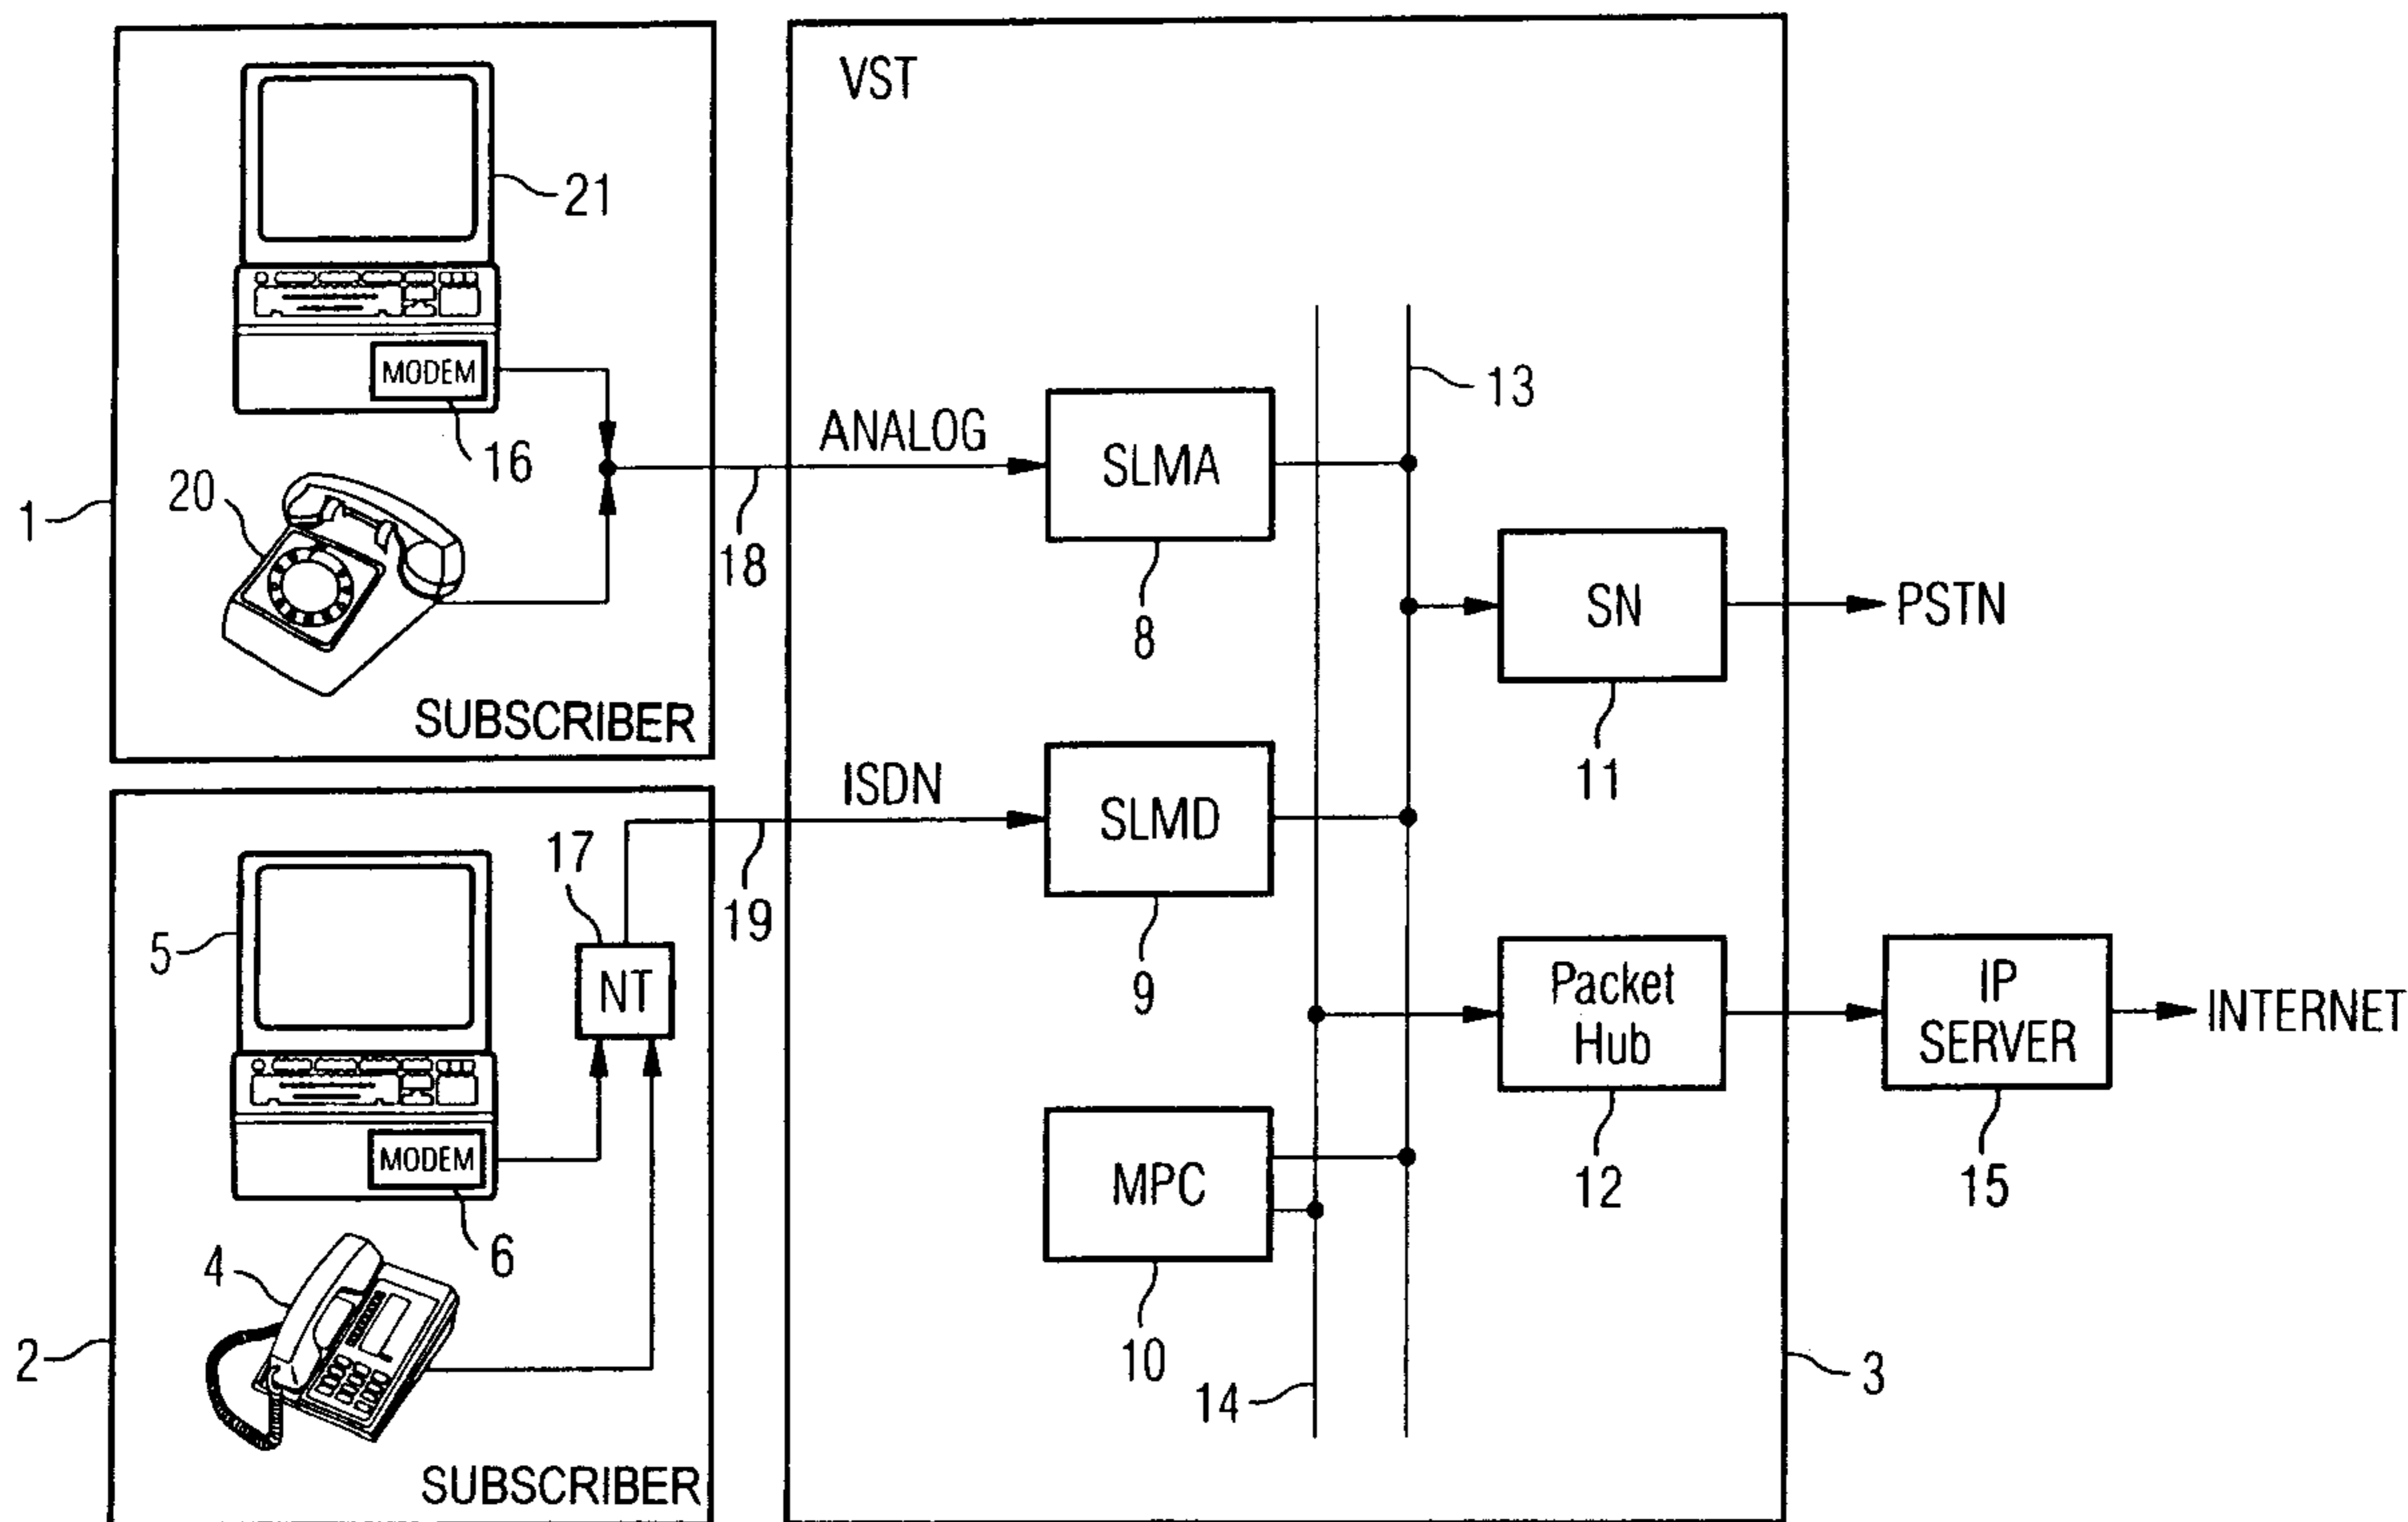 VST
21
MODEM
16
20
1
SUBSCRIBER
ANALOG
18
SLMA
8
13
SN
11
PSTN
ISDN
19
SLMD
9
17
NT
5
MODEM
6
4
2
SUBSCRIBER
Packet
Hub
12
IP
SERVER
15
INTERNET
MPC
10
14
3